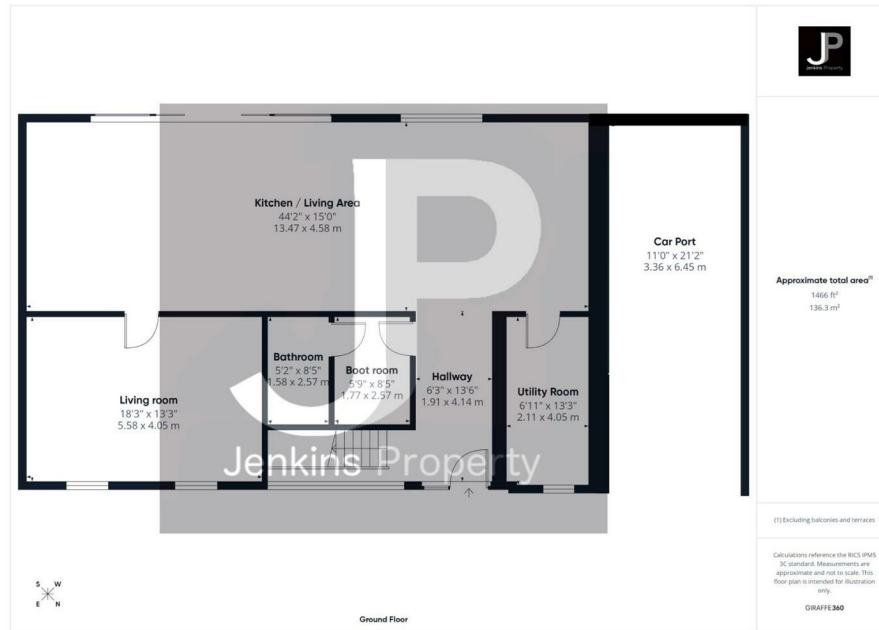 JP
Jenkins Property
Kitchen / Living Area
44'2" x 15'0"
13.47 x 4.58 m
Car Port
11'0" x 21'2"
3.36 x 6.45 m
Approximate total area(1)
1466 ft²
136.3 m²
Living room
18'3" x 13'3"
5.58 x 4.05 m
Bathroom
5'2" x 8'5"
1.58 x 2.57 m
Boot room
5'9" x 8'5"
1.77 x 2.57 m
Hallway
6'3" x 13'6"
1.91 x 4.14 m
Utility Room
6'11" x 13'3"
2.11 x 4.05 m
JP
Jenkins Property
(1) Excluding balconies and terraces
Calculations reference the RICS IPMS
3C standard. Measurements are
approximate and not to scale. This
floor plan is intended for illustration
only.
GIRAFFE360
S W
E N
Ground Floor